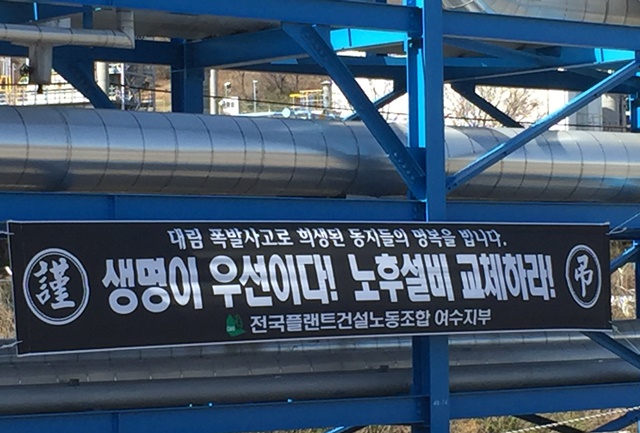 대림 폭발사고로 희생된 동지들의 명복을 빕니다.
謹 생명이 우선이다! 노후설비 교체하라! 弔
전국플랜트건설노동조합 여수지부